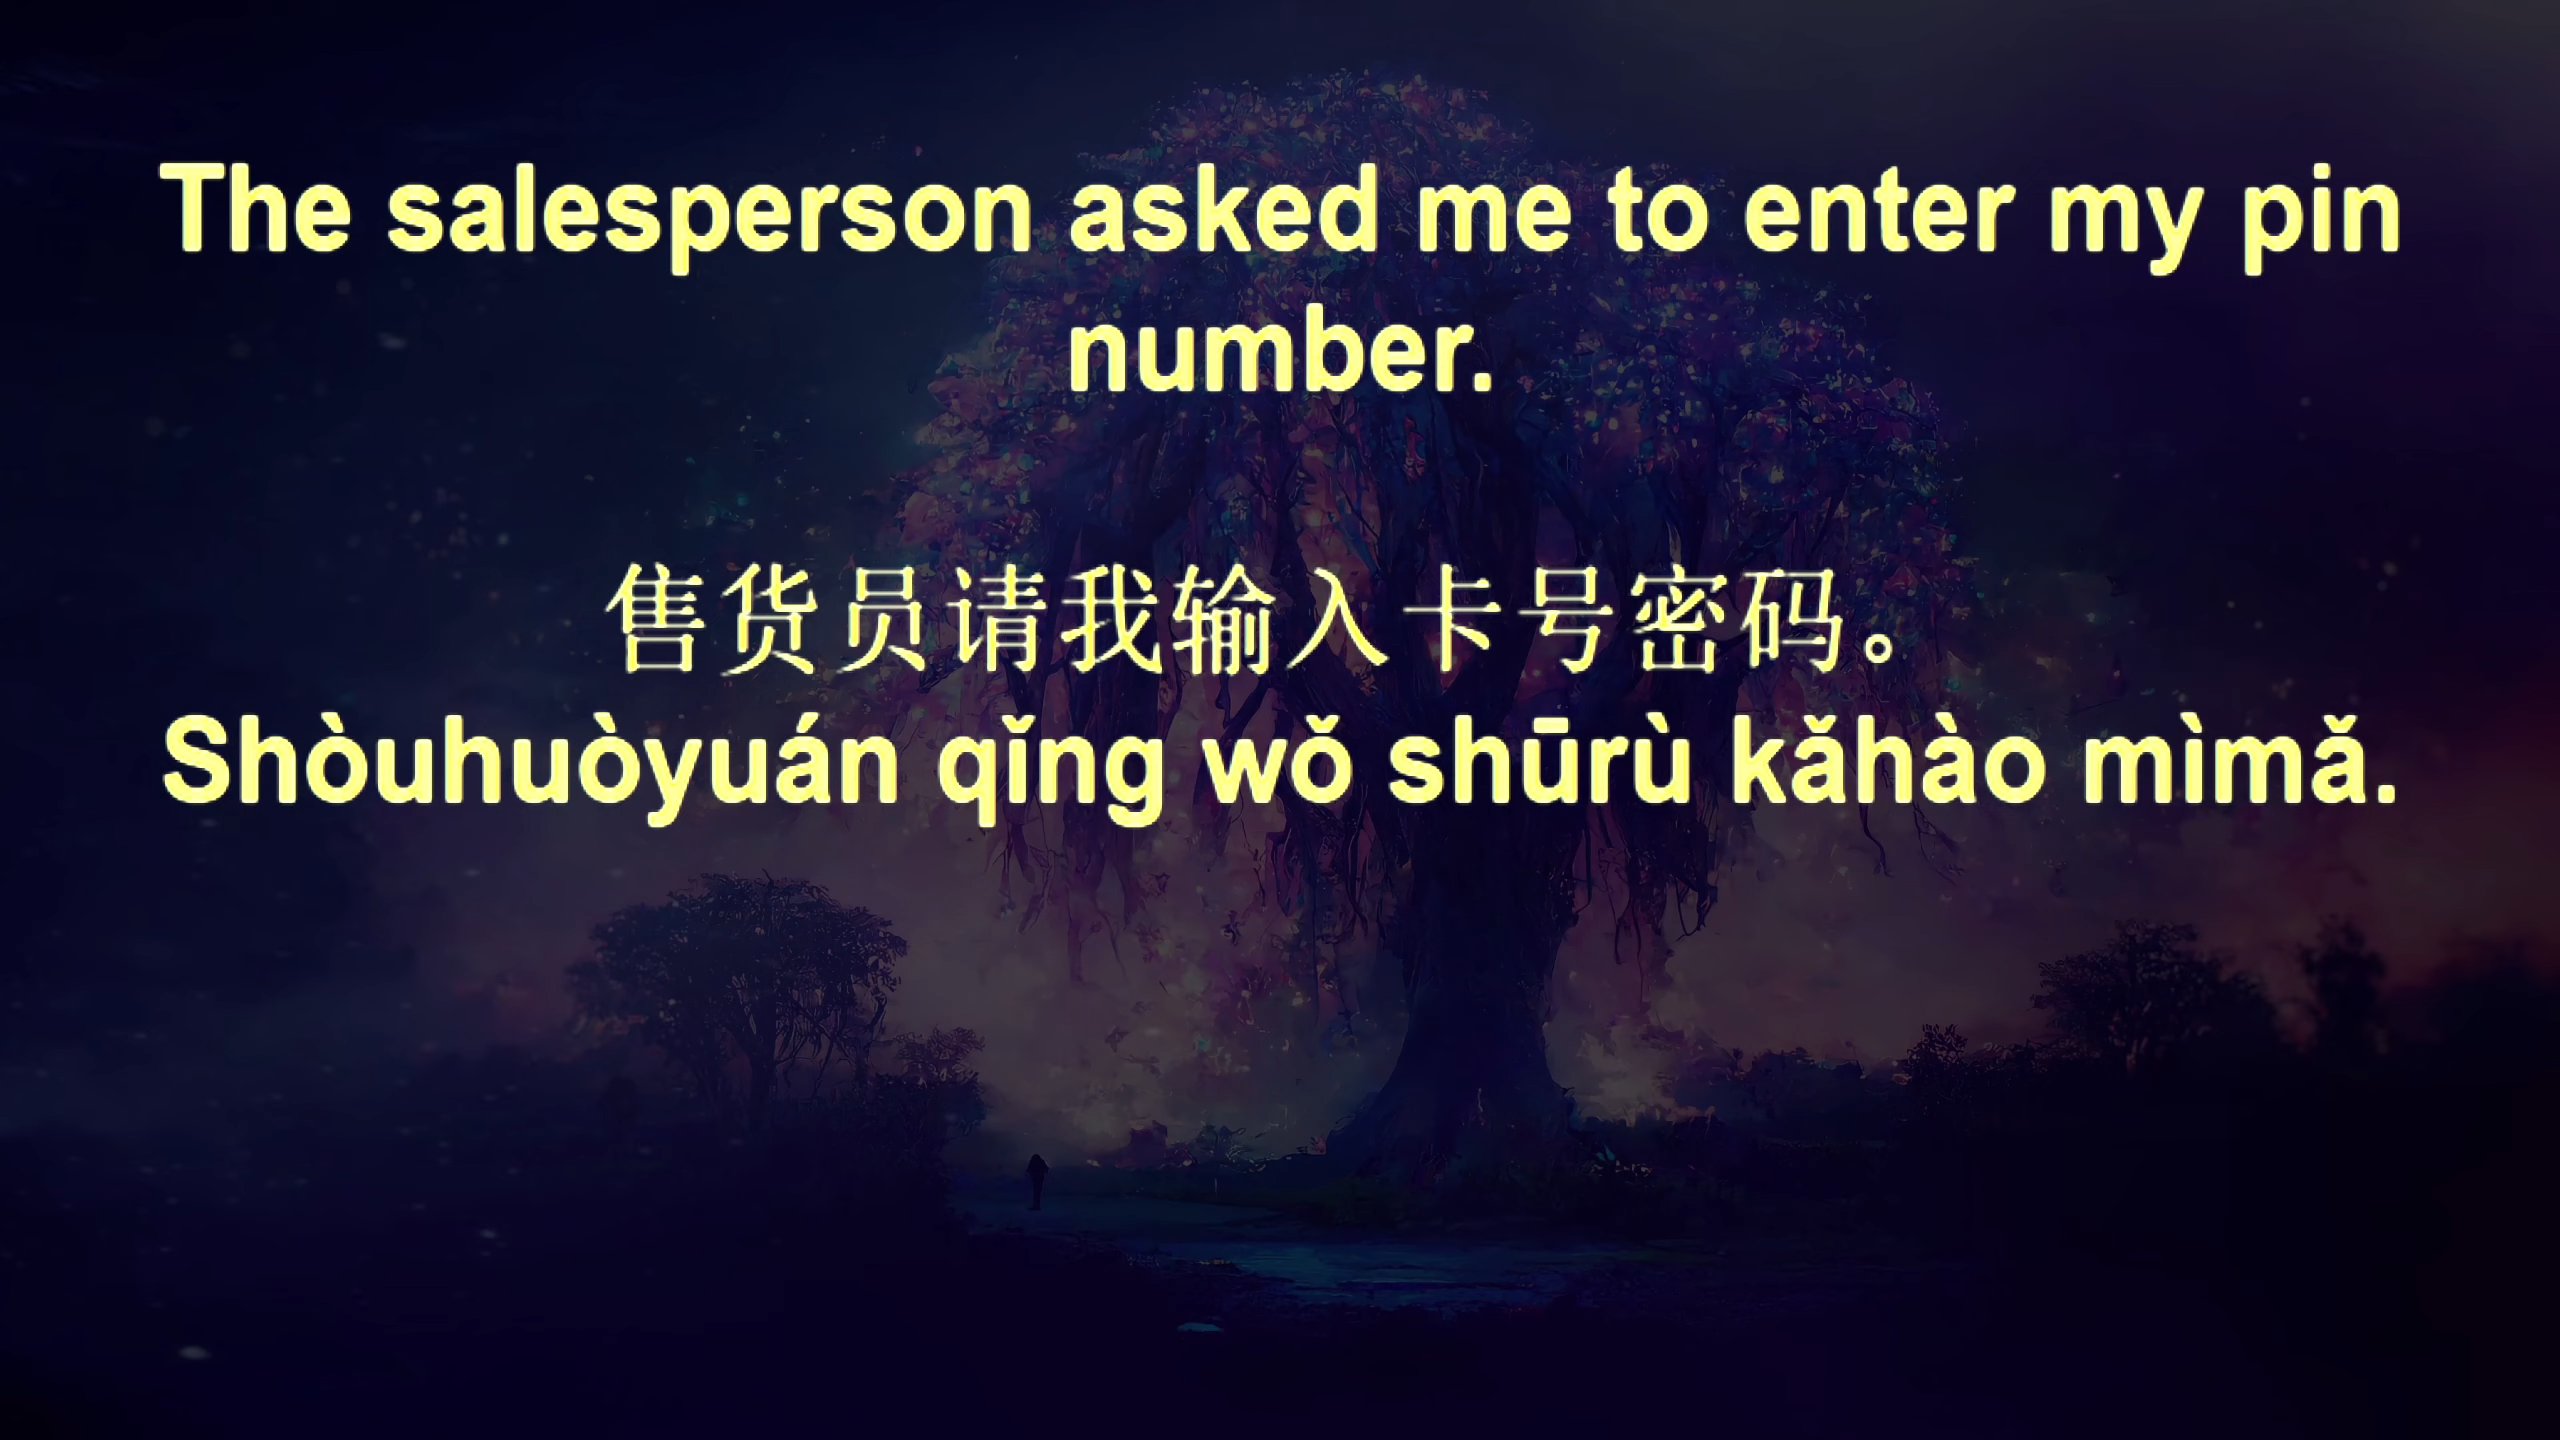 The salesperson asked me to enter my pin
number.
售货员请我输入卡号密码。
Shòuhuòyuán qǐng wǒ shūrù kǎhào mìmǎ.